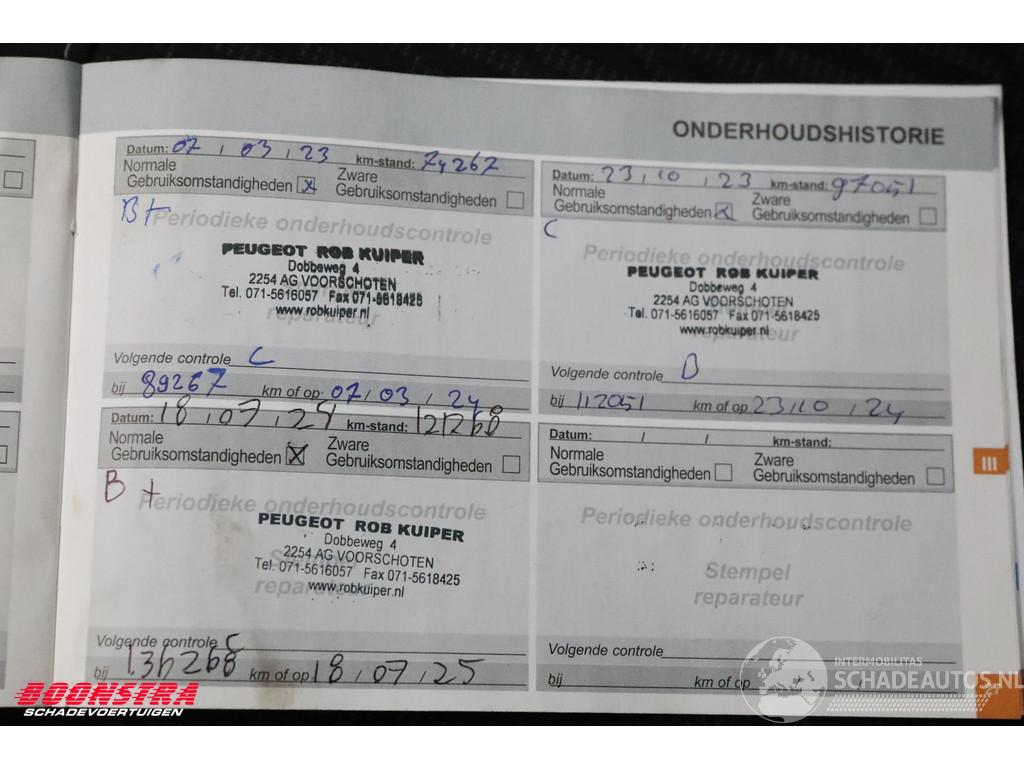 ONDERHOUDSHISTORIE
Datum: 07 / 03 / 23 km-stand: 74267
Normale Zware
Gebruiksomstandigheden x Gebruiksomstandigheden
B+
Periodieke onderhoudscontrole
PEUGEOT ROB KUIPER
Dobbeweg 4
2254 AG VOORSCHOTEN
Tel. 071-5616057 Fax 071-5618425
www.robkuiper.nl
reparateur
Volgende controle C
bij 89267 km of op 07 / 03 / 24
Datum: 23 / 10 / 23 km-stand: 97051
Normale Zware
Gebruiksomstandigheden x Gebruiksomstandigheden
C
Periodieke onderhoudscontrole
PEUGEOT ROB KUIPER
Dobbeweg 4
2254 AG VOORSCHOTEN
Tel. 071-5616057 Fax 071-5618425
www.robkuiper.nl
Volgende controle B
bij 112051 km of op 23 / 10 / 24
Datum: 18 / 07 / 24 km-stand: 121268
Normale Zware
Gebruiksomstandigheden X Gebruiksomstandigheden
B +
Periodieke onderhoudscontrole
PEUGEOT ROB KUIPER
Dobbeweg 4
2254 AG VOORSCHOTEN
Tel. 071-5616057 Fax 071-5618425
www.robkuiper.nl
reparateur
Volgende controle C
bij 136268 km of op 18 / 07 / 25
Datum: / / km-stand:
Normale Zware
Gebruiksomstandigheden Gebruiksomstandigheden
Periodieke onderhoudscontrole
Stempel
reparateur
Volgende controle
bij km of op / /
III
BOONSTRA
SCHADEVOERTUIGEN
INTERMOBILITAS
SCHADEAUTOS.NL